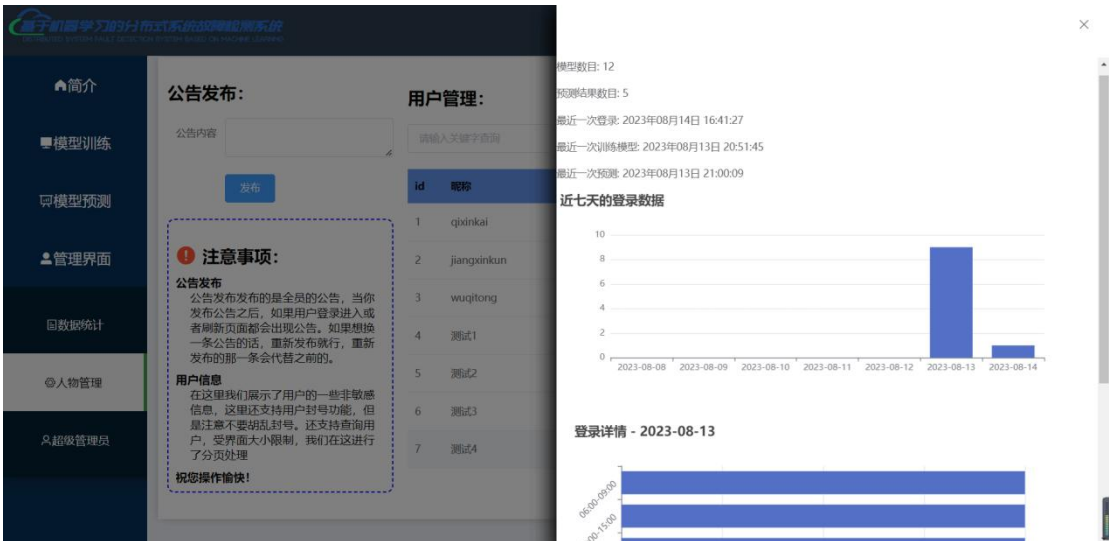 基于机器学习的分布式系统故障检测系统
DISTRIBUTED SYSTEM FAULT DETECTION SYSTEM BASED ON MACHINE LEARNING
简介
模型训练
模型预测
管理界面
数据统计
人物管理
超级管理员
公告发布：
公告内容
发布
注意事项：
公告发布
公告发布发布的是全员的公告，当你
发布公告之后，如果用户登录进入或
者刷新页面都会出现公告。如果想换
一条公告的话，重新发布就行，重新
发布的那一条会代替之前的。
用户信息
在这里我们展示了用户的一些非敏感
信息，这里还支持用户封号功能，但
是注意不要胡乱封号。还支持查询用
户，受界面大小限制，我们在这进行
了分页处理
祝您操作愉快！
用户管理：
请输入关键字查询
id 昵称
1 qixinkai
2 jiangxinkun
3 wuqitong
4 测试1
5 测试2
6 测试3
7 测试4
模型数目: 12
预测结果数目: 5
最近一次登录: 2023年08月14日 16:41:27
最近一次训练模型: 2023年08月13日 20:51:45
最近一次预测: 2023年08月13日 21:00:09
近七天的登录数据
10
8
6
4
2
0
2023-08-08 2023-08-09 2023-08-10 2023-08-11 2023-08-12 2023-08-13 2023-08-14
登录详情 - 2023-08-13
06:00-09:00
00-15:00